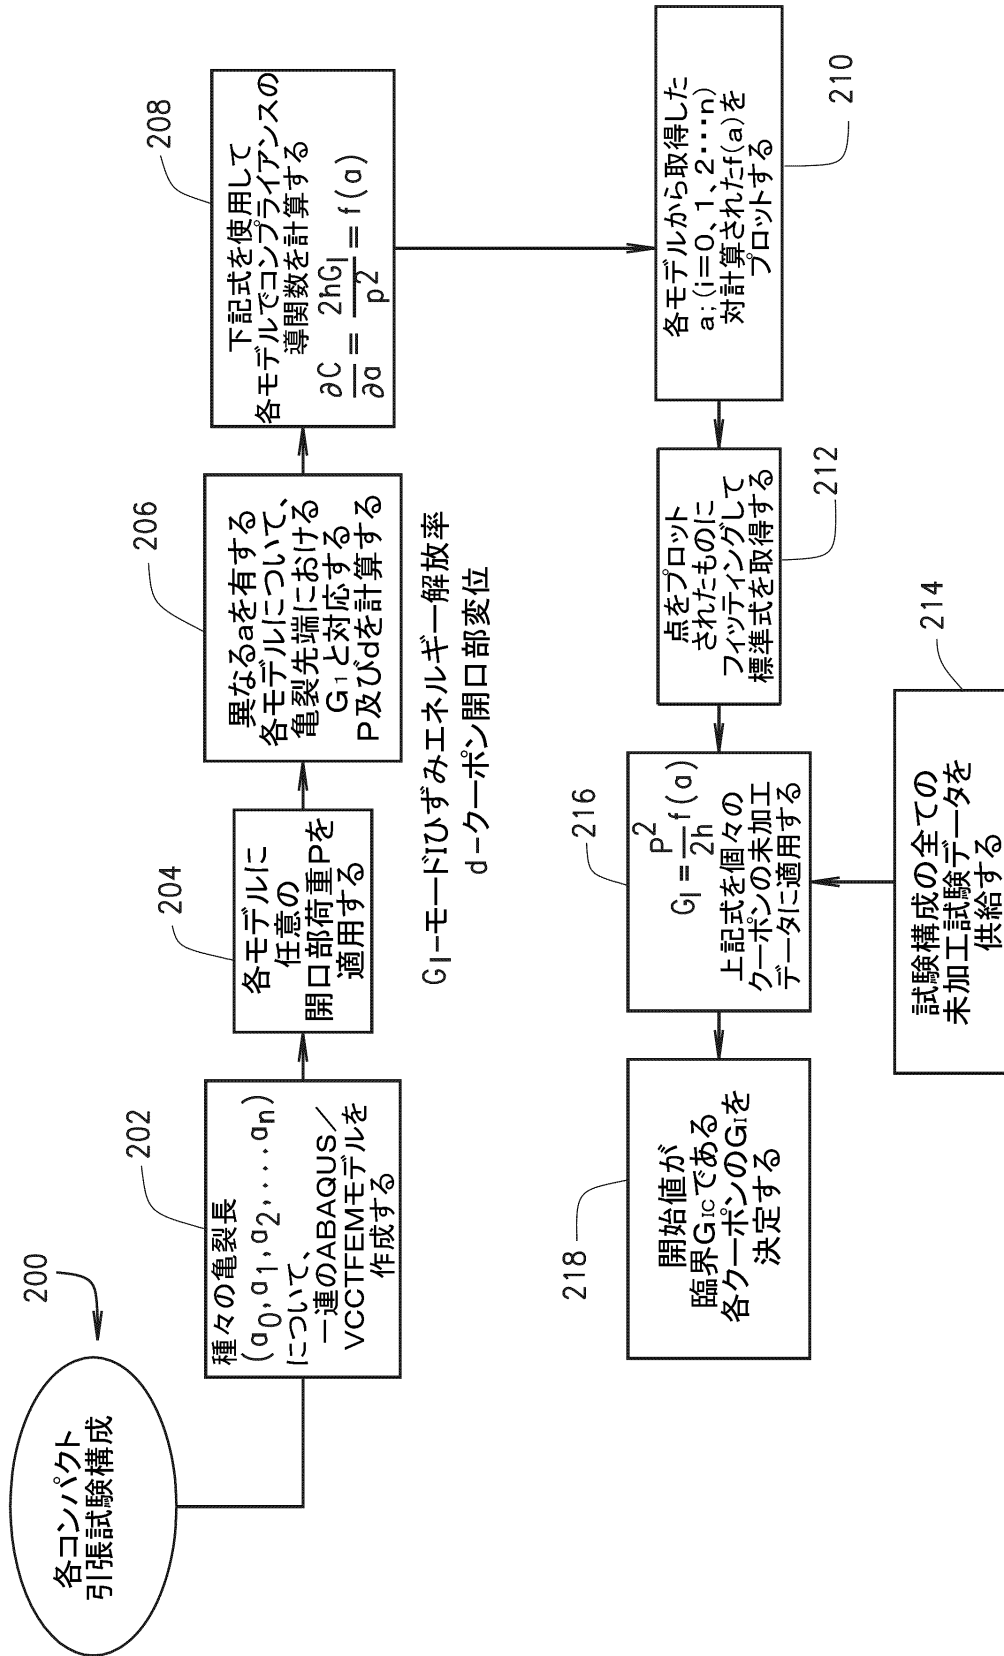 200
各コンパクト
引張試験構成
202
種々の亀裂長
(a0,a1,a2,...an)
について、
一連のABAQUS/
VCCTFEMモデルを
作成する
204
各モデルに
任意の
開口部荷重Pを
適用する
206
異なるaを有する
各モデルについて、
亀裂先端における
G1と対応する
P及びdを計算する
208
下記式を使用して
各モデルでコンプライアンスの
導関数を計算する
∂C/∂a = 2hGI/p2 = f(a)
GI-モードIひずみエネルギー解放率
d-クーポン開口部変位
210
各モデルから取得した
a;(i=0、1、2・・・n)
対計算されたf(a)を
プロットする
212
点をプロット
されたものに
フィッティングして
標準式を取得する
214
試験構成の全ての
未加工試験データを
供給する
216
GI=P2/2h f(a)
上記式を個々の
クーポンの未加工
データに適用する
218
開始値が
臨界GICである
各クーポンのGIを
決定する